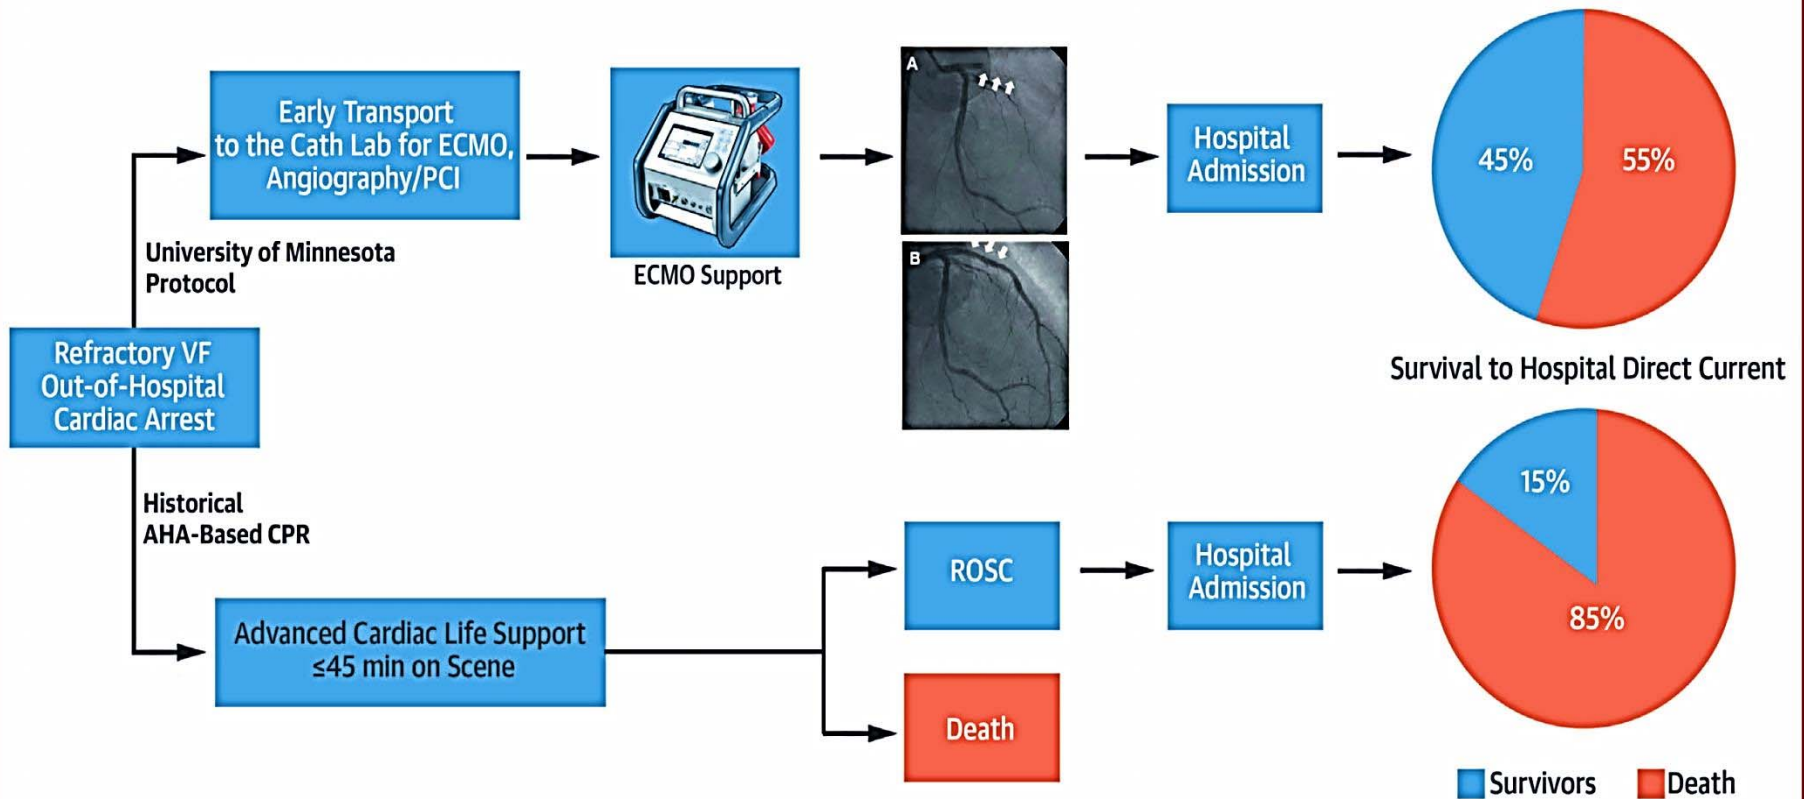 Early Transport
to the Cath Lab for ECMO,
Angiography/PCI
ECMO Support
A
B
Hospital
Admission
45%
55%
University of Minnesota
Protocol
Refractory VF
Out-of-Hospital
Cardiac Arrest
Survival to Hospital Direct Current
Historical
AHA-Based CPR
Advanced Cardiac Life Support
≤45 min on Scene
ROSC
Death
Hospital
Admission
15%
85%
Survivors
Death